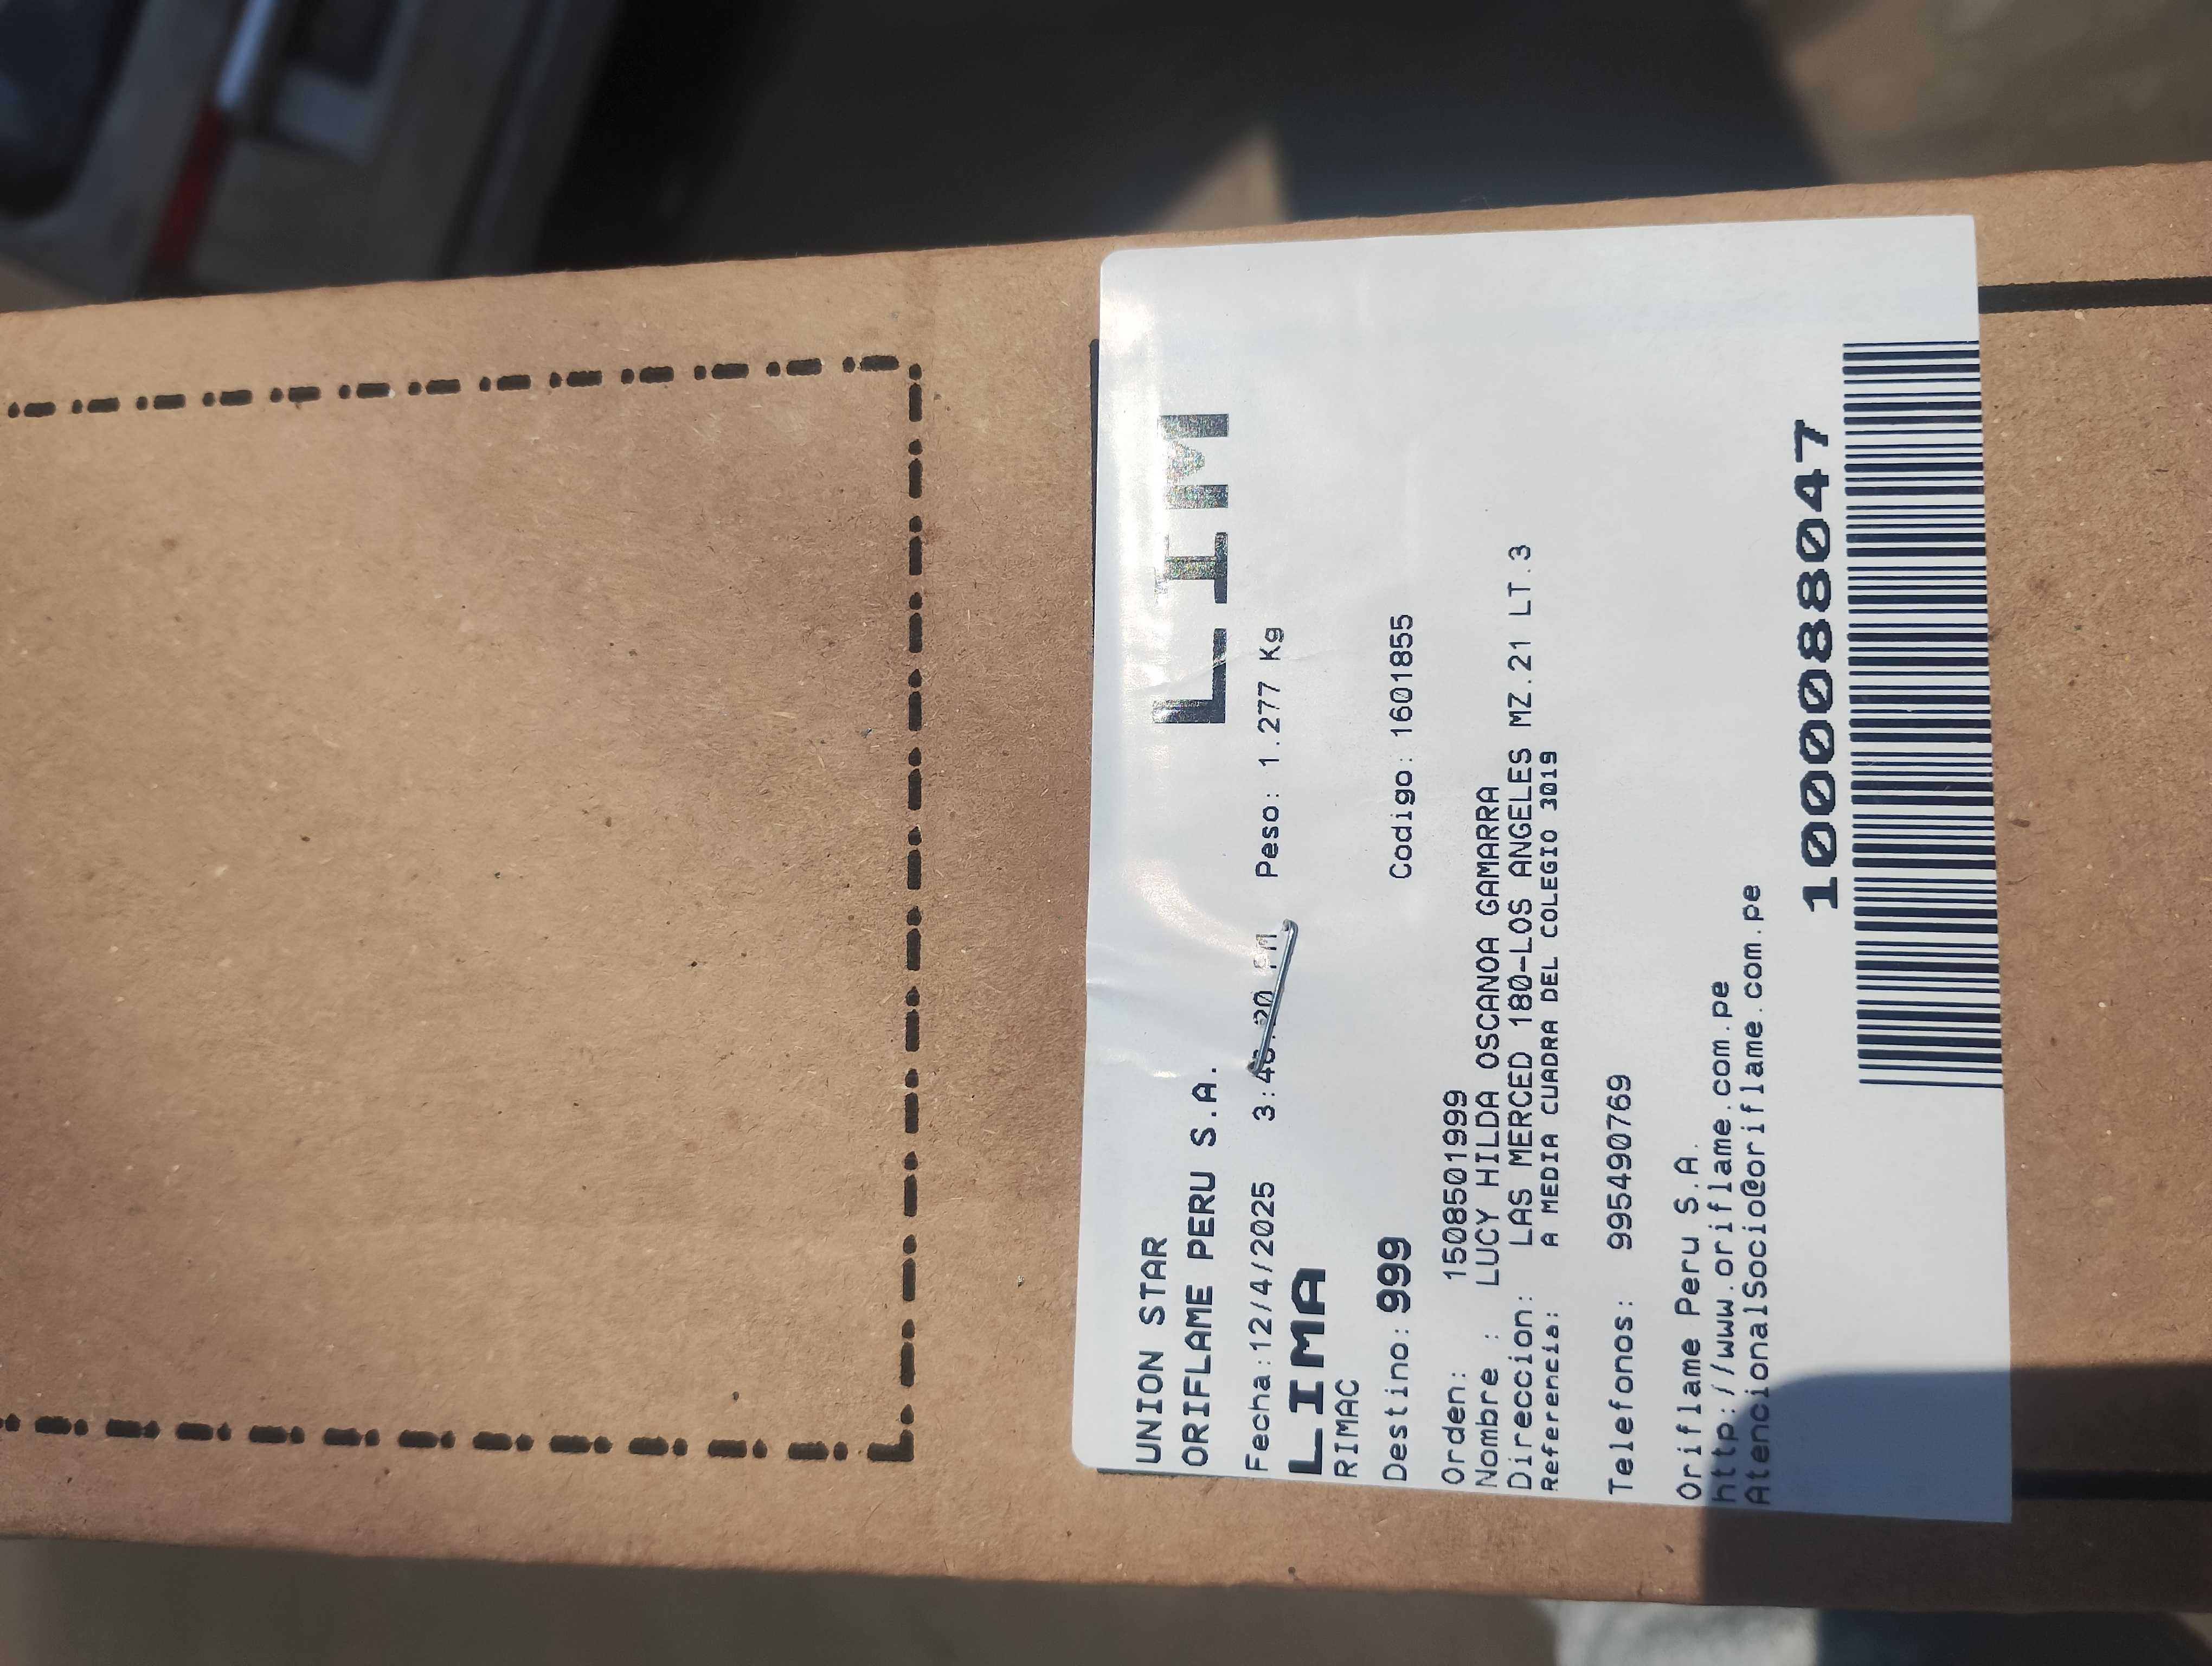 UNION STAR
LIM
ORIFLAME PERU S.A.
Fecha:12/4/2025 Peso: 1.277 Kg
LIMA
RIMAC
Destino: 999 Codigo: 1601855
Orden: 1508501999
Nombre : LUCY HILDA OSCANOA GAMARRA
Direccion: LAS MERCED 180-LOS ANGELES MZ.21 LT.3
Referencia: A MEDIA CUADRA DEL COLEGIO 3019
Telefonos: 995490769
Oriflame Peru S.A.
http://www.oriflame.com.pe
AtencionalSocio@oriflame.com.pe
1000088047